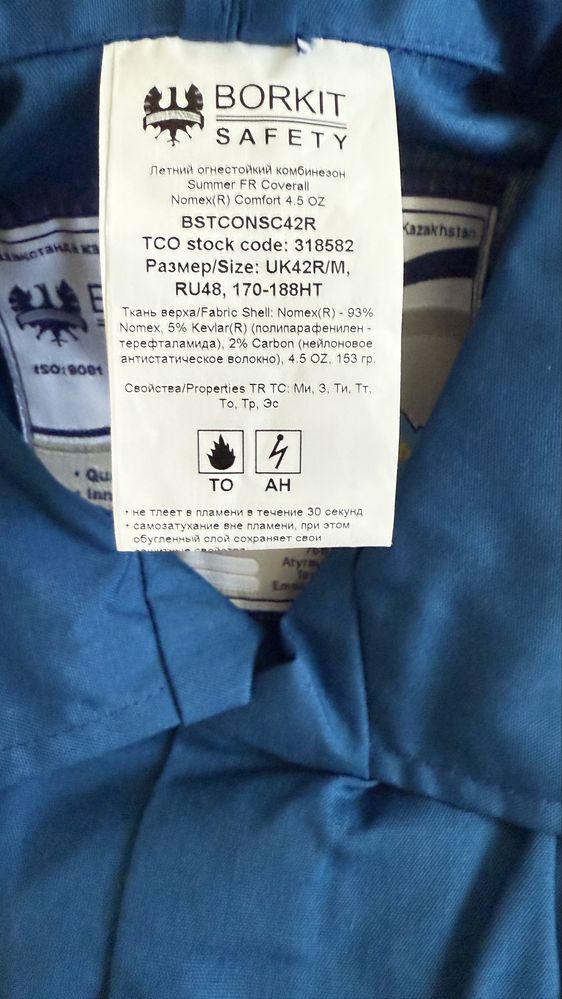 BORKIT
SAFETY
Летний огнестойкий комбинезон
Summer FR Coverall
Nomex(R) Comfort 4.5 OZ
BSTCONSC42R
TCO stock code: 318582
Размер/Size: UK42R/M,
RU48, 170-188HT
Ткань верха/Fabric Shell: Nomex(R) - 93%
Nomex, 5% Kevlar(R) (полипарафенилен -
терефталамида), 2% Carbon (нейлоновое
антистатическое волокно), 4.5 OZ, 153 гр.
Свойства/Properties TR TC: Ми, З, Ти, Тт,
То, Тр, Эс
ТО АН
• не тлеет в пламени в течение 30 секунд
• самозатухание вне пламени, при этом
обугленный слой сохраняет свои
защитные свойства
Kazakhstan
ISO:9001